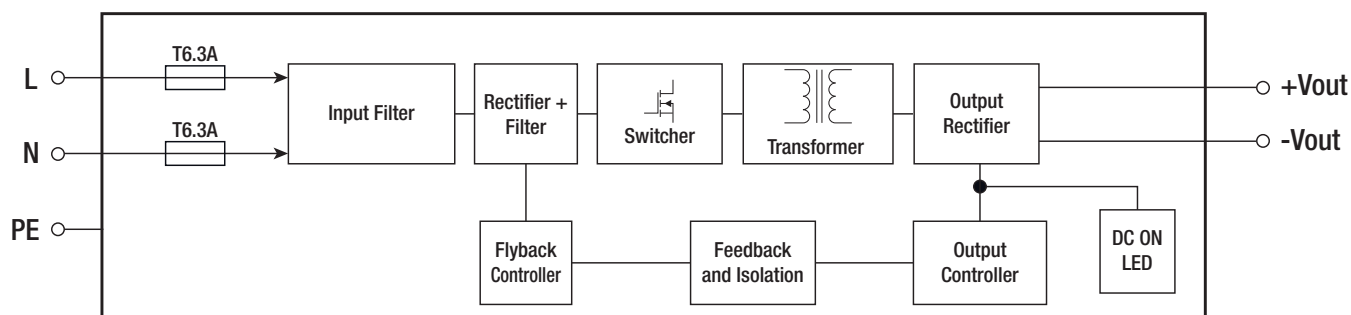 T6.3A
L
T6.3A
N
PE
Input Filter
Rectifier +
Filter
Switcher
Transformer
Output
Rectifier
+Vout
-Vout
Flyback
Controller
Feedback
and Isolation
Output
Controller
DC ON
LED